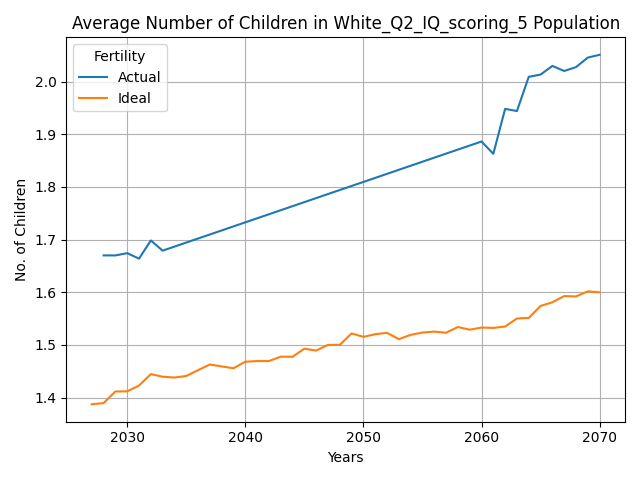 Average Number of Children in White_Q2_IQ_scoring_5 Population
Fertility
Actual
Ideal
No. of Children
2.0
1.9
1.8
1.7
1.6
1.5
1.4
2030 2040 2050 2060 2070
Years